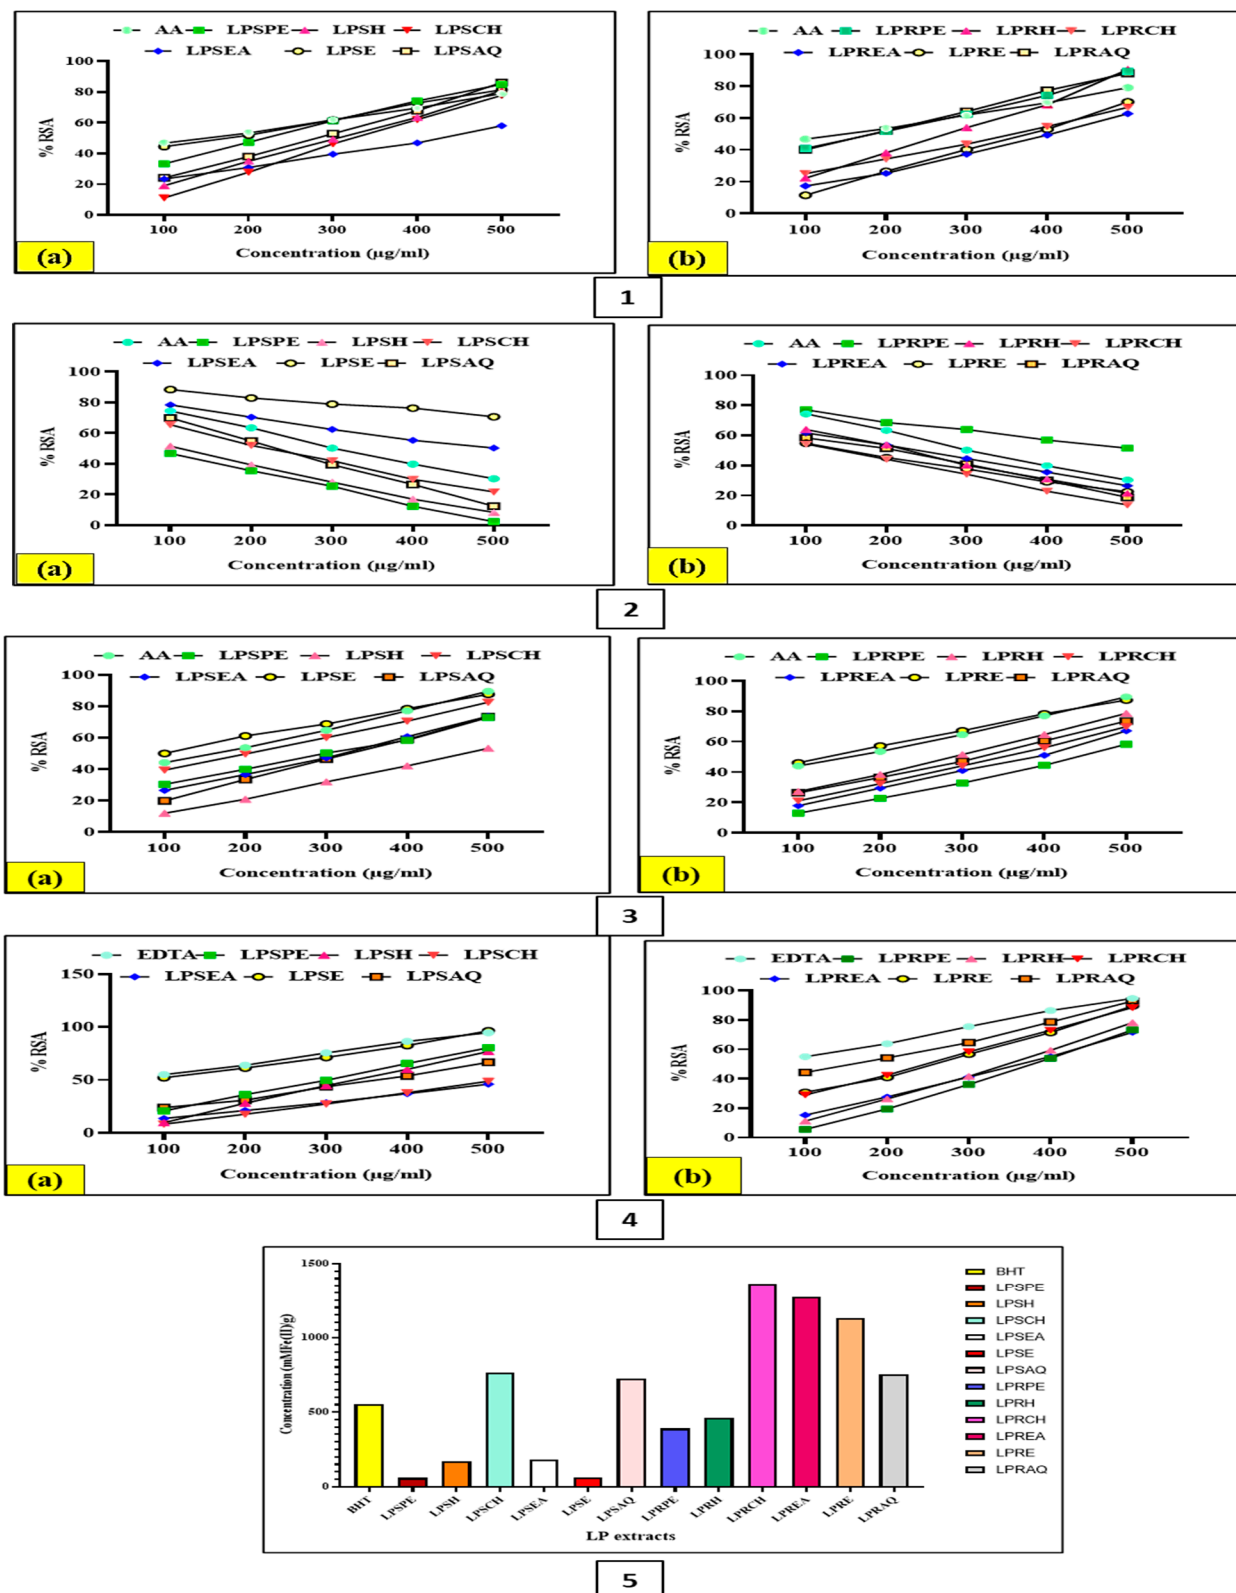 AA LPSPE LPSH LPSCH
LPSEA LPSE LPSAQ
100
80
60
40
20
0
% RSA
100 200 300 400 500
Concentration (µg/ml)
(a)
AA LPRPE LPRH LPRCH
LPREA LPRE LPRAQ
100
80
60
40
20
0
% RSA
100 200 300 400 500
Concentration (µg/ml)
(b)
1
AA LPSPE LPSH LPSCH
LPSEA LPSE LPSAQ
100
80
60
40
20
0
% RSA
100 200 300 400 500
Concentration (µg/ml)
(a)
AA LPRPE LPRH LPRCH
LPREA LPRE LPRAQ
100
80
60
40
20
0
% RSA
100 200 300 400 500
Concentration (µg/ml)
(b)
2
AA LPSPE LPSH LPSCH
LPSEA LPSE LPSAQ
100
80
60
40
20
0
% RSA
100 200 300 400 500
Concentration (µg/ml)
(a)
AA LPRPE LPRH LPRCH
LPREA LPRE LPRAQ
100
80
60
40
20
0
% RSA
100 200 300 400 500
Concentration (µg/ml)
(b)
3
EDTA LPSPE LPSH LPSCH
LPSEA LPSE LPSAQ
150
100
50
0
% RSA
100 200 300 400 500
Concentration (µg/ml)
(a)
EDTA LPRPE LPRH LPRCH
LPREA LPRE LPRAQ
100
80
60
40
20
0
% RSA
100 200 300 400 500
Concentration (µg/ml)
(b)
4
1500
1000
500
0
Concentration (mMFe(II)/g)
BHT LPSPE LPSH LPSCH LPSEA LPSE LPSAQ LPRPE LPRH LPRCH LPREA LPRE LPRAQ
LP extracts
BHT
LPSPE
LPSH
LPSCH
LPSEA
LPSE
LPSAQ
LPRPE
LPRH
LPRCH
LPREA
LPRE
LPRAQ
5